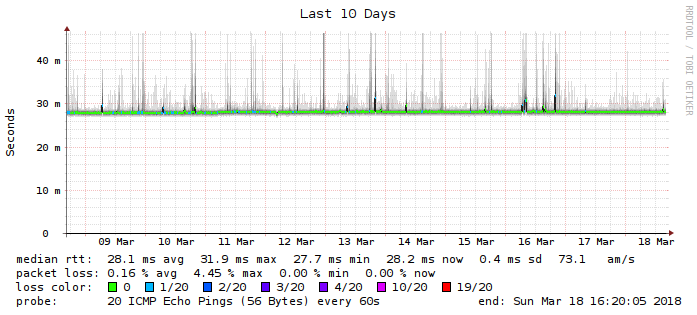 Last 10 Days
RRDTOOL / TOBI OETIKER
Seconds
40 m
30 m
20 m
10 m
0
09 Mar 10 Mar 11 Mar 12 Mar 13 Mar 14 Mar 15 Mar 16 Mar 17 Mar 18 Mar
median rtt: 28.1 ms avg 31.9 ms max 27.7 ms min 28.2 ms now 0.4 ms sd 73.1 am/s
packet loss: 0.16 % avg 4.45 % max 0.00 % min 0.00 % now
loss color: 0 1/20 2/20 3/20 4/20 10/20 19/20
probe: 20 ICMP Echo Pings (56 Bytes) every 60s end: Sun Mar 18 16:20:05 2018